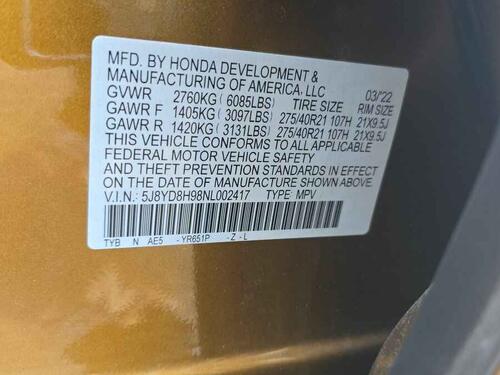 MFD. BY HONDA DEVELOPMENT &
MANUFACTURING OF AMERICA, LLC 03/'22
GVWR 2760KG (6085LBS) TIRE SIZE RIM SIZE
GAWR F 1405KG (3097LBS) 275/40R21 107H 21X9.5J
GAWR R 1420KG (3131LBS) 275/40R21 107H 21X9.5J
THIS VEHICLE CONFORMS TO ALL APPLICABLE
FEDERAL MOTOR VEHICLE SAFETY
AND THEFT PREVENTION STANDARDS IN EFFECT
ON THE DATE OF MANUFACTURE SHOWN ABOVE.
V.I.N.: 5J8YD8H98NL002417 TYPE: MPV
TYB N AE5 -YR651P -Z-L